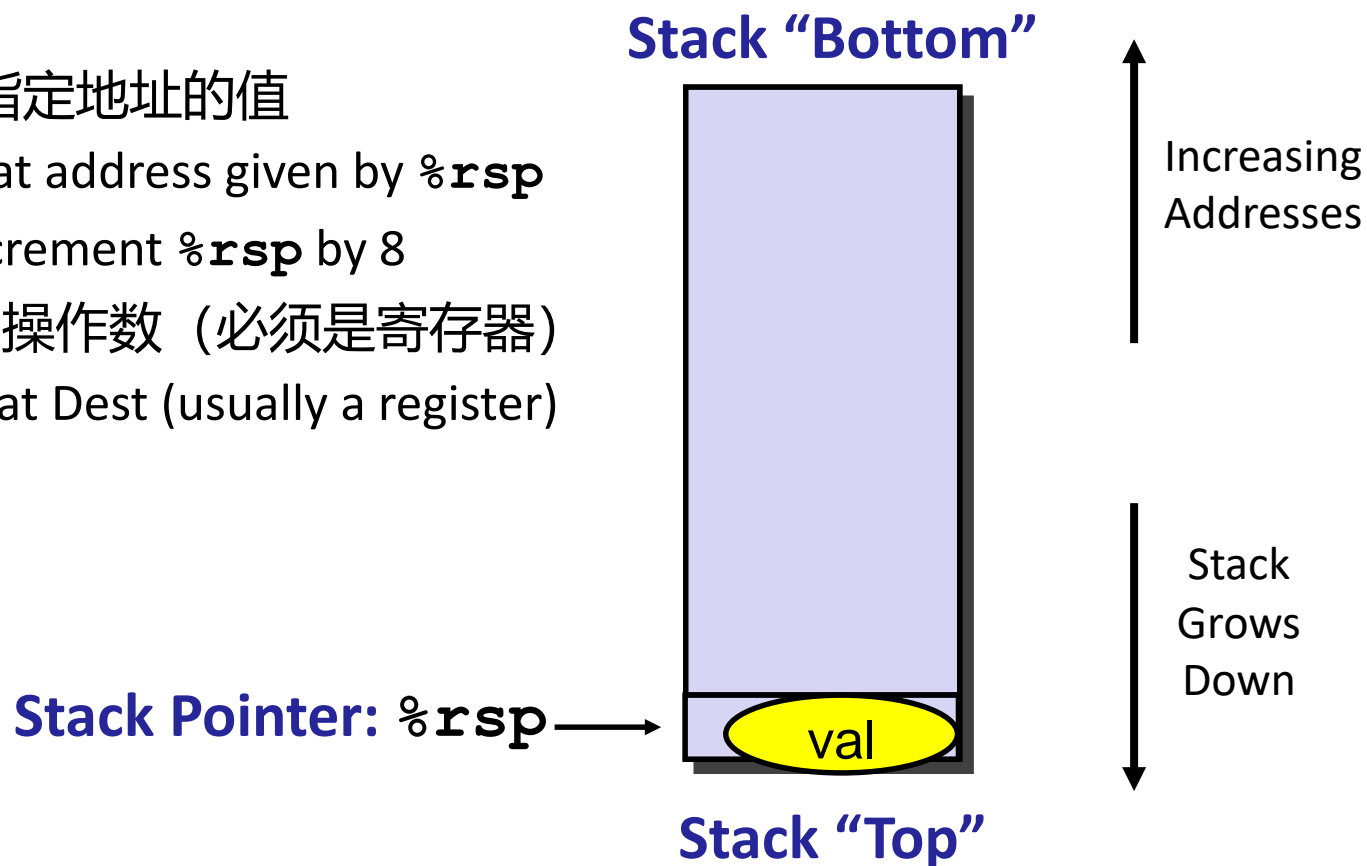 Stack “Bottom”
指定地址的值
at address given by %rsp
crement %rsp by 8
操作数（必须是寄存器）
at Dest (usually a register)
Increasing
Addresses
Stack
Grows
Down
Stack Pointer: %rsp
val
Stack “Top”